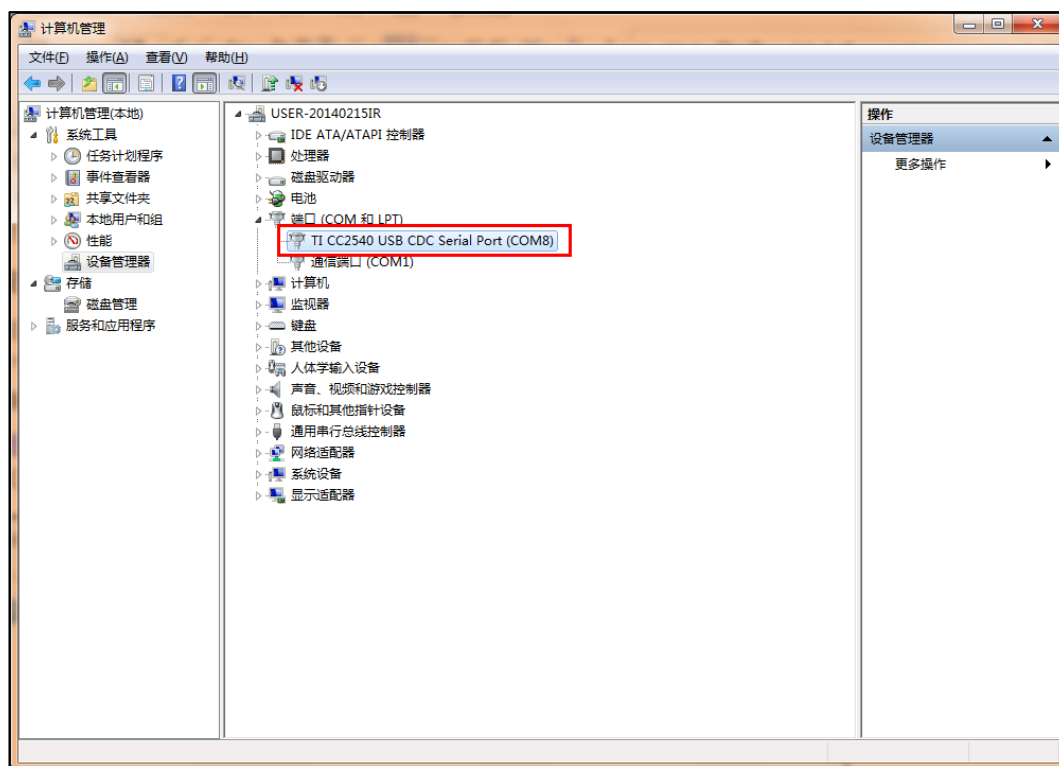 计算机管理
文件(F) 操作(A) 查看(V) 帮助(H)
计算机管理(本地)
系统工具
任务计划程序
事件查看器
共享文件夹
本地用户和组
性能
设备管理器
存储
磁盘管理
服务和应用程序
USER-20140215IR
IDE ATA/ATAPI 控制器
处理器
磁盘驱动器
电池
端口 (COM 和 LPT)
TI CC2540 USB CDC Serial Port (COM8)
通信端口 (COM1)
计算机
监视器
键盘
其他设备
人体学输入设备
声音、视频和游戏控制器
鼠标和其他指针设备
通用串行总线控制器
网络适配器
系统设备
显示适配器
操作
设备管理器
更多操作